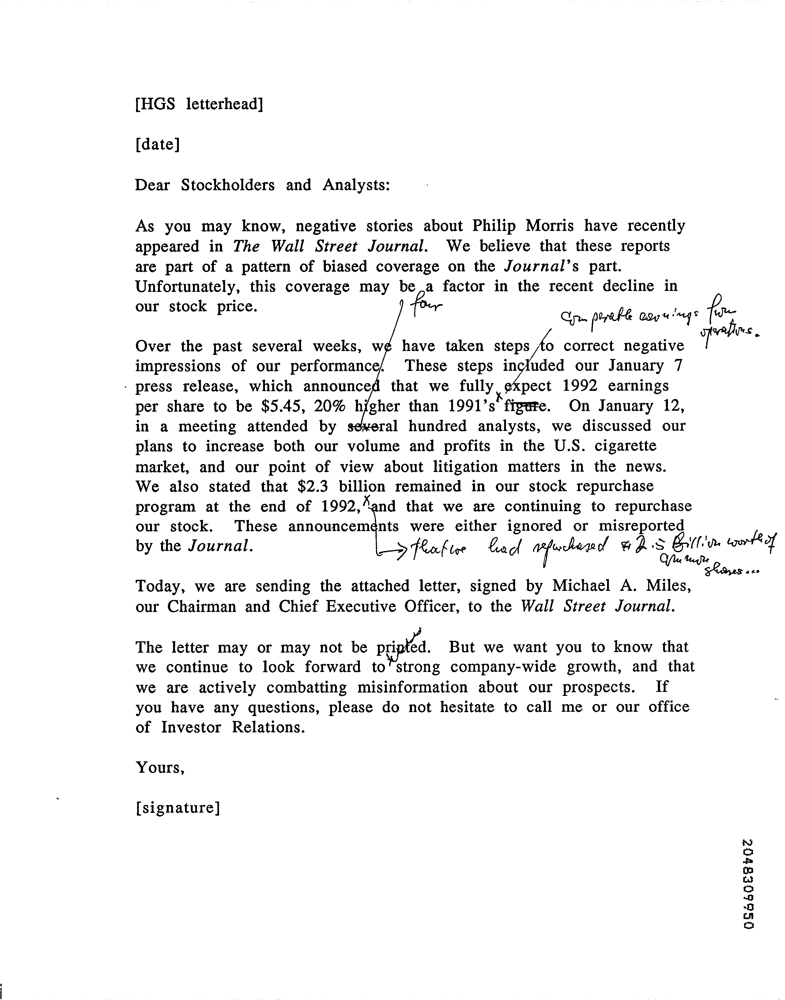 [HGS letterhead]
[date]
Dear Stockholders and Analysts:
As you may know, negative stories about Philip Morris have recently
appeared in The Wall Street Journal. We believe that these reports
are part of a pattern of biased coverage on the Journal's part.
Unfortunately, this coverage may be a factor in the recent decline in
our stock price.
four
comparable earnings from
operations.
Over the past several weeks, we have taken steps to correct negative
impressions of our performance. These steps included our January 7
press release, which announced that we fully expect 1992 earnings
per share to be $5.45, 20% higher than 1991's figure. On January 12,
in a meeting attended by several hundred analysts, we discussed our
plans to increase both our volume and profits in the U.S. cigarette
market, and our point of view about litigation matters in the news.
We also stated that $2.3 billion remained in our stock repurchase
program at the end of 1992, and that we are continuing to repurchase
our stock. These announcements were either ignored or misreported
by the Journal.
that we had repurchased $2.5 billion worth of
common
shares...
Today, we are sending the attached letter, signed by Michael A. Miles,
our Chairman and Chief Executive Officer, to the Wall Street Journal.
The letter may or may not be printed. But we want you to know that
we continue to look forward to strong company-wide growth, and that
we are actively combatting misinformation about our prospects. If
you have any questions, please do not hesitate to call me or our office
of Investor Relations.
Yours,
[signature]
2048309950